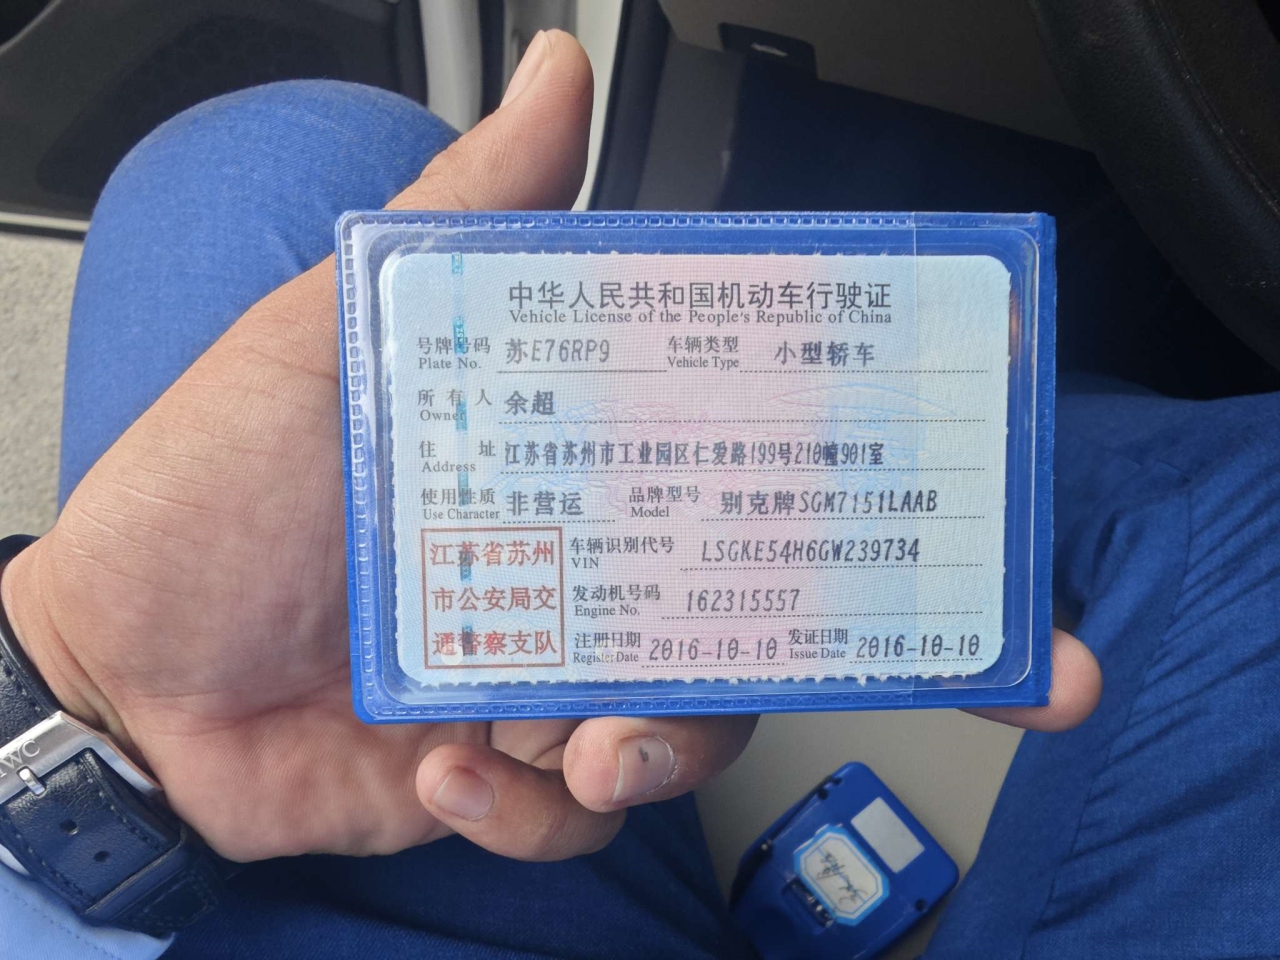 中华人民共和国机动车行驶证
Vehicle License of the People's Republic of China
号牌号码 苏E76RP9 车辆类型 小型轿车
Plate No. Vehicle Type
所有人 余超
Owner
住址 江苏省苏州市工业园区仁爱路199号210幢901室
Address
使用性质 非营运 品牌型号 别克牌SGM7151LAAB
Use Character Model
江苏省苏州
市公安局交
通警察支队
车辆识别代号 LSGKE54H6GW239734
VIN
发动机号码 162315557
Engine No.
注册日期 2016-10-10 发证日期 2016-10-10
Register Date Issue Date
IWC